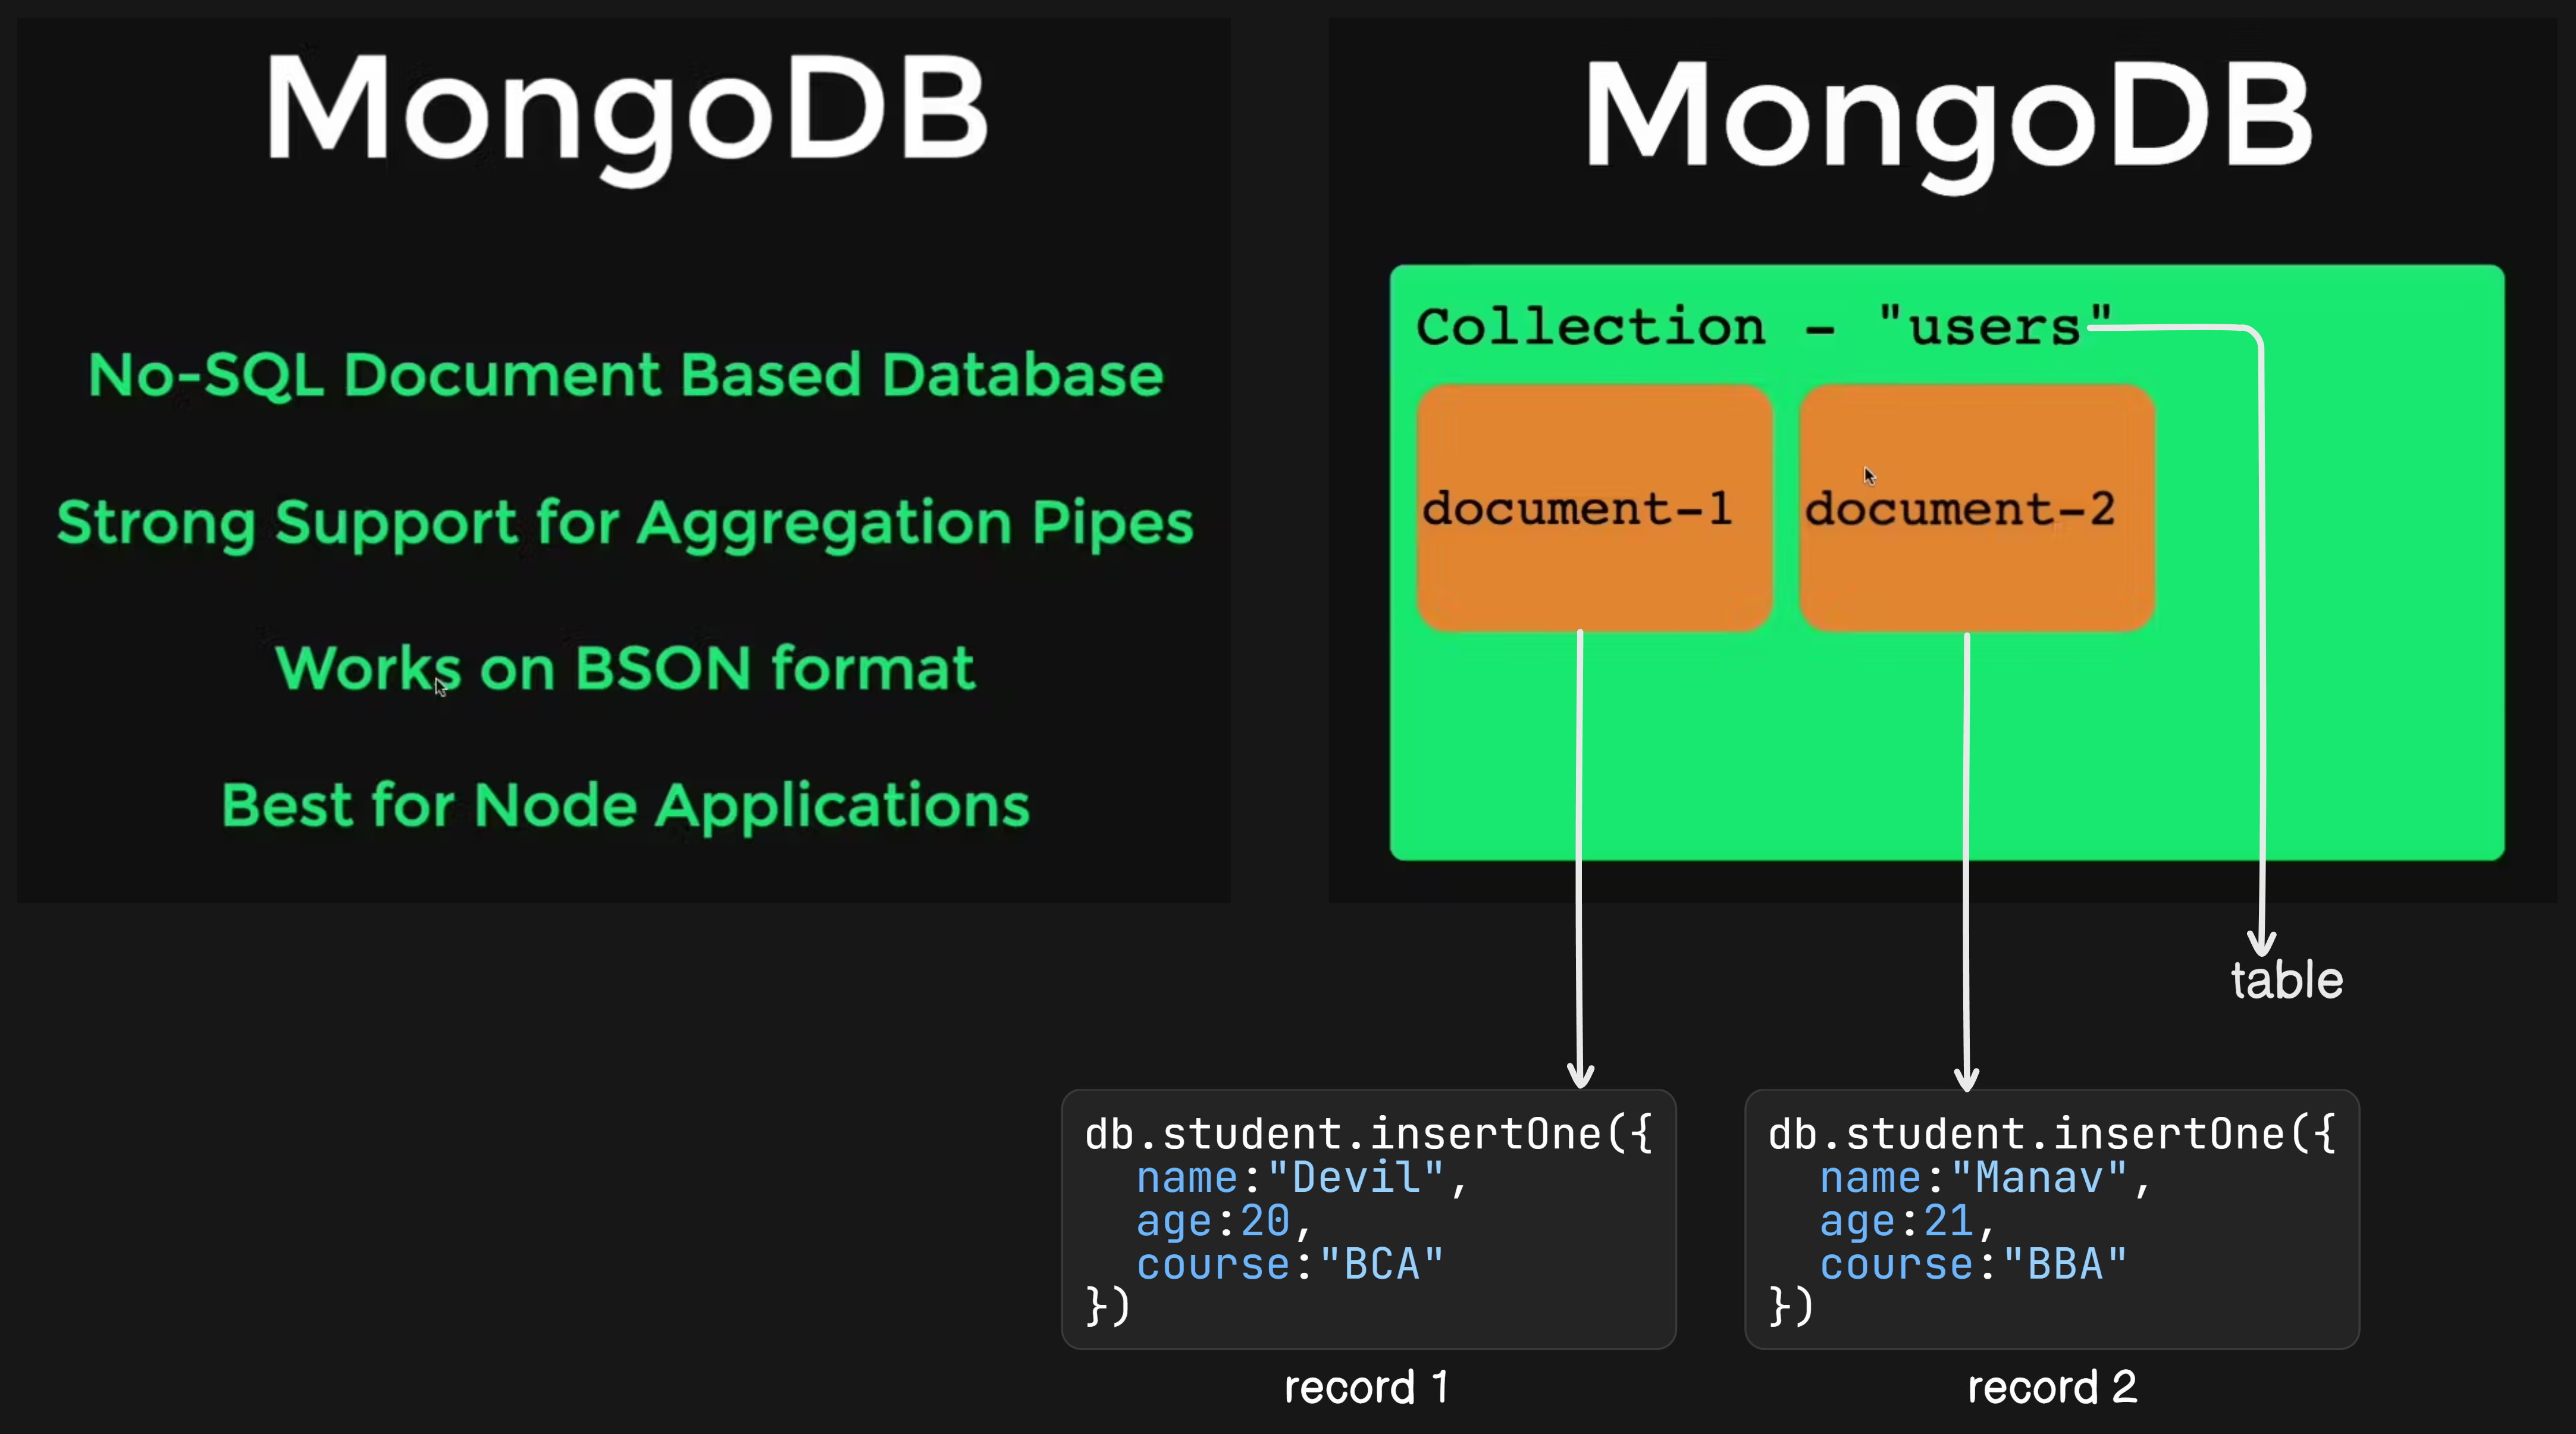 MongoDB
No-SQL Document Based Database
Strong Support for Aggregation Pipes
Works on BSON format
Best for Node Applications
MongoDB
Collection - "users"
document-1
document-2
table
db.student.insertOne({
  name:"Devil",
  age:20,
  course:"BCA"
})
record 1
db.student.insertOne({
  name:"Manav",
  age:21,
  course:"BBA"
})
record 2